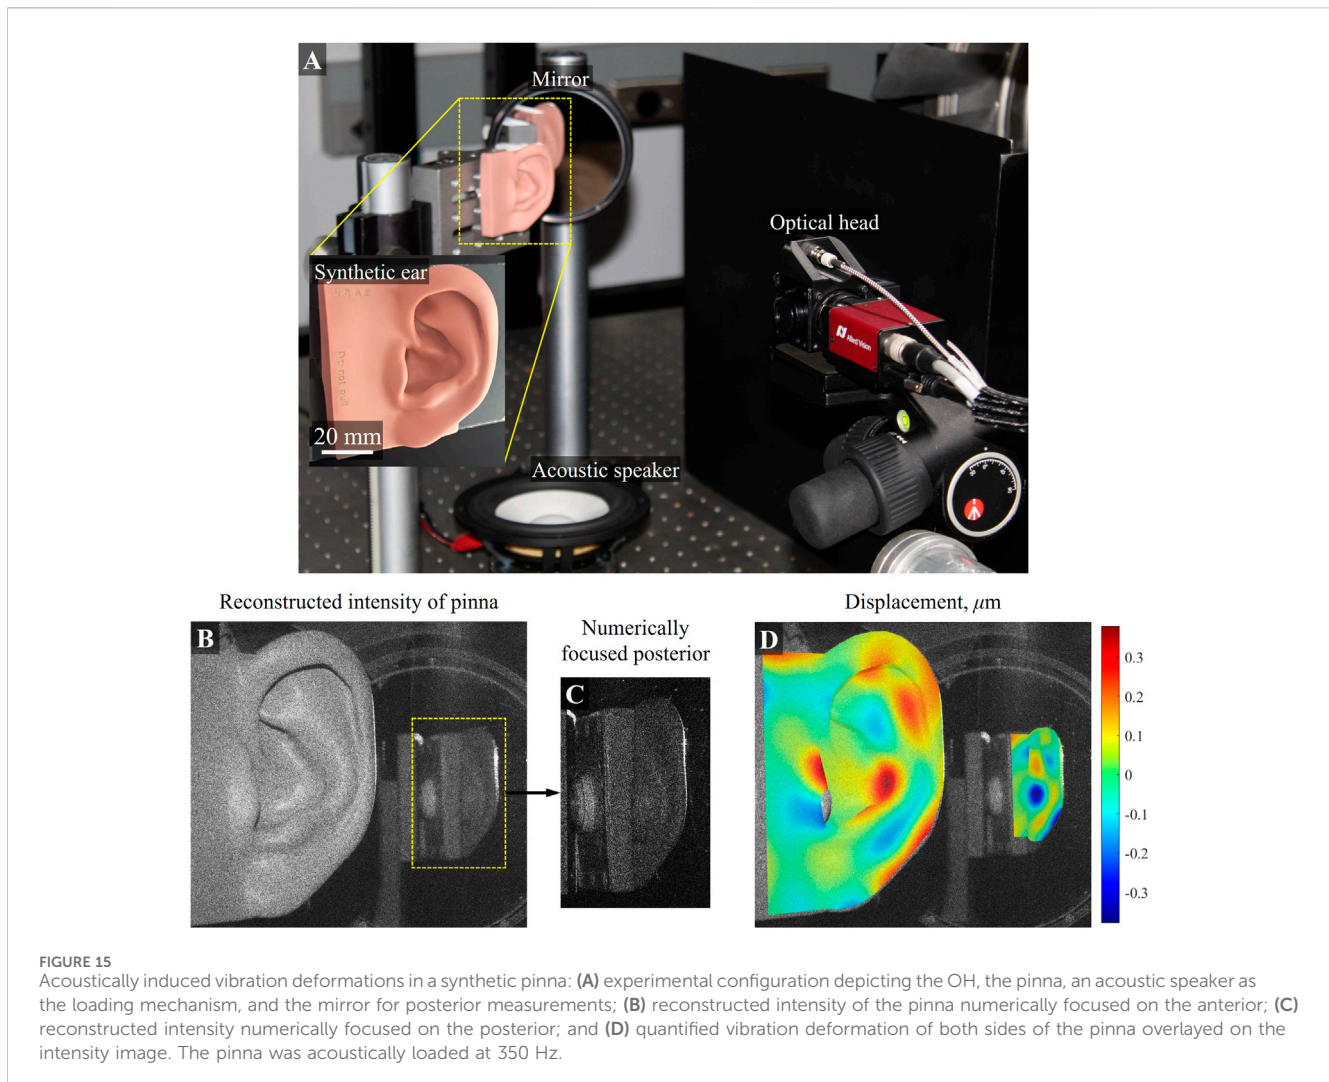 A
Mirror
Optical head
Synthetic ear
Do not pull
Allied Vision
20 mm
Acoustic speaker
Reconstructed intensity of pinna
Displacement, μm
Numerically
focused posterior
B
C
D
0.3
0.2
0.1
0
-0.1
-0.2
-0.3
FIGURE 15
Acoustically induced vibration deformations in a synthetic pinna: (A) experimental configuration depicting the OH, the pinna, an acoustic speaker as
the loading mechanism, and the mirror for posterior measurements; (B) reconstructed intensity of the pinna numerically focused on the anterior; (C)
reconstructed intensity numerically focused on the posterior; and (D) quantified vibration deformation of both sides of the pinna overlayed on the
intensity image. The pinna was acoustically loaded at 350 Hz.